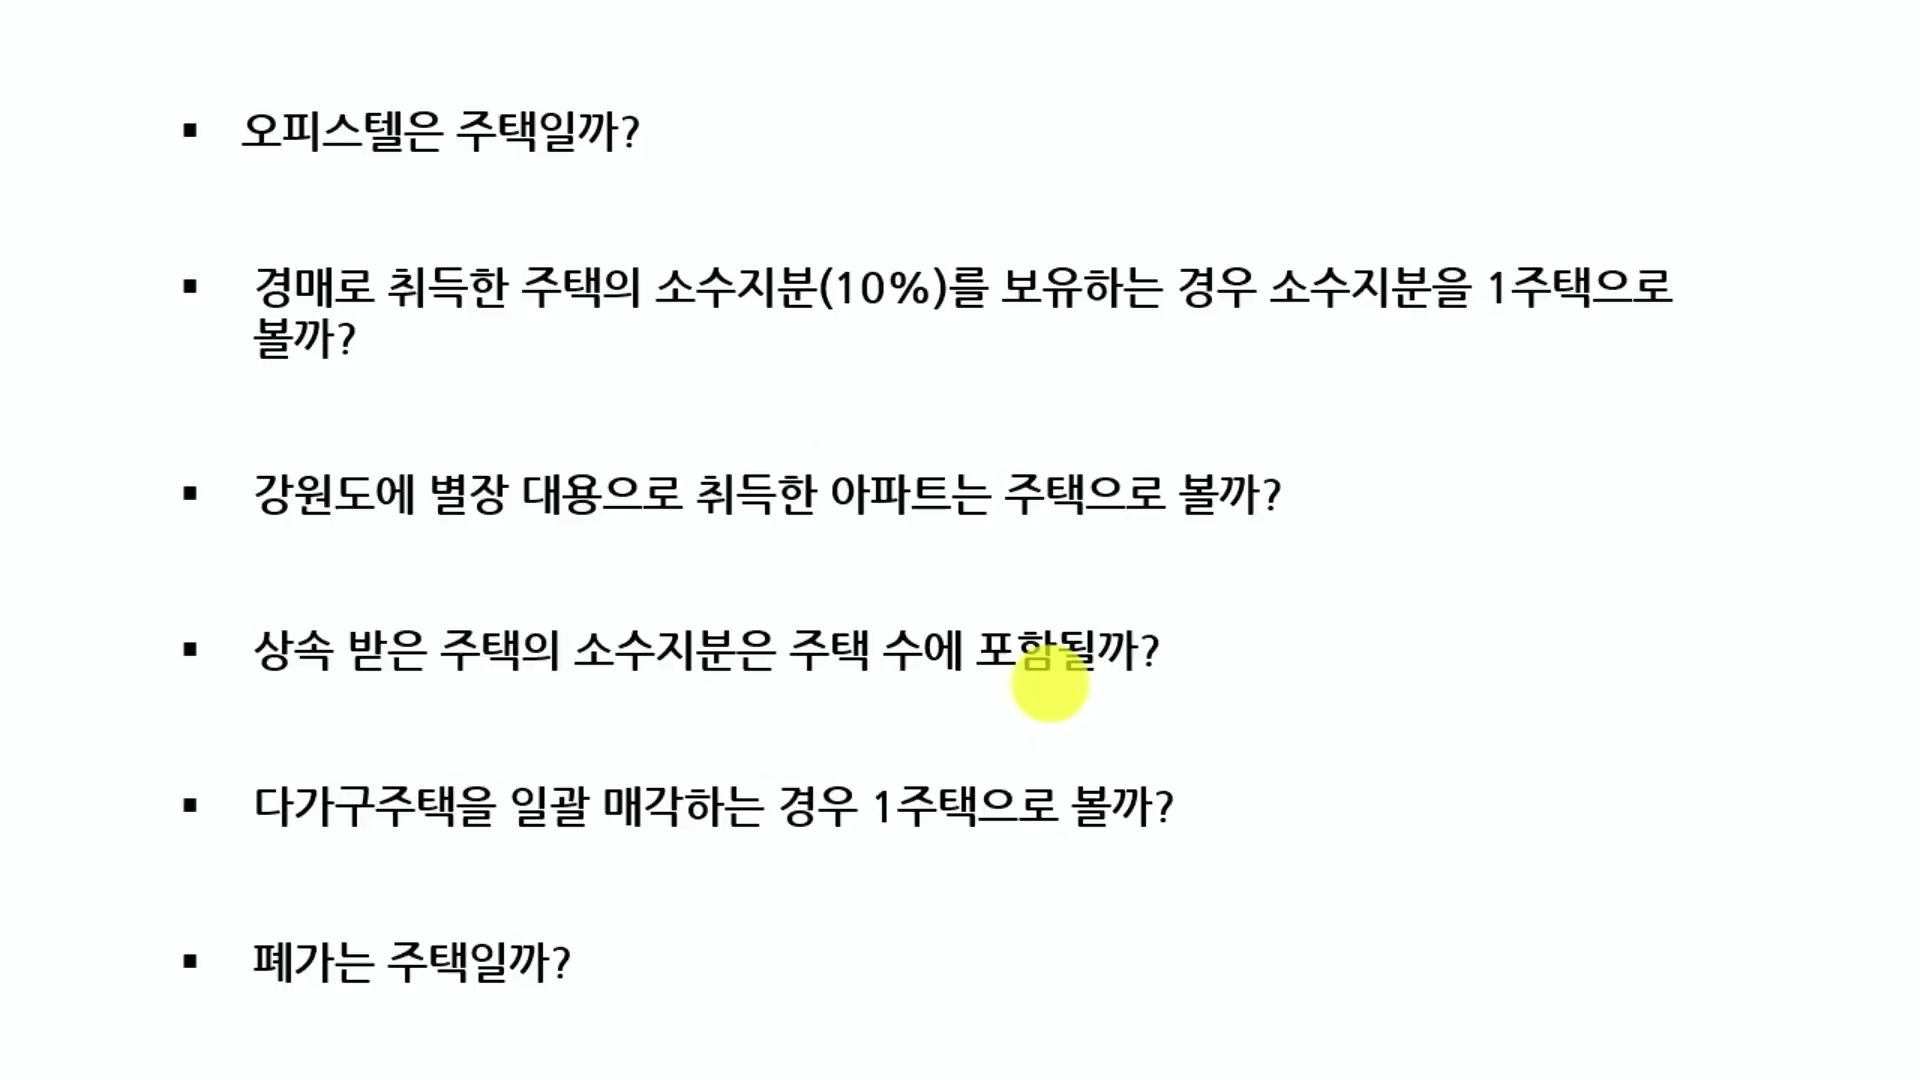 ▪ 오피스텔은 주택일까?
▪ 경매로 취득한 주택의 소수지분(10%)를 보유하는 경우 소수지분을 1주택으로
볼까?
▪ 강원도에 별장 대용으로 취득한 아파트는 주택으로 볼까?
▪ 상속 받은 주택의 소수지분은 주택 수에 포함될까?
▪ 다가구주택을 일괄 매각하는 경우 1주택으로 볼까?
▪ 폐가는 주택일까?